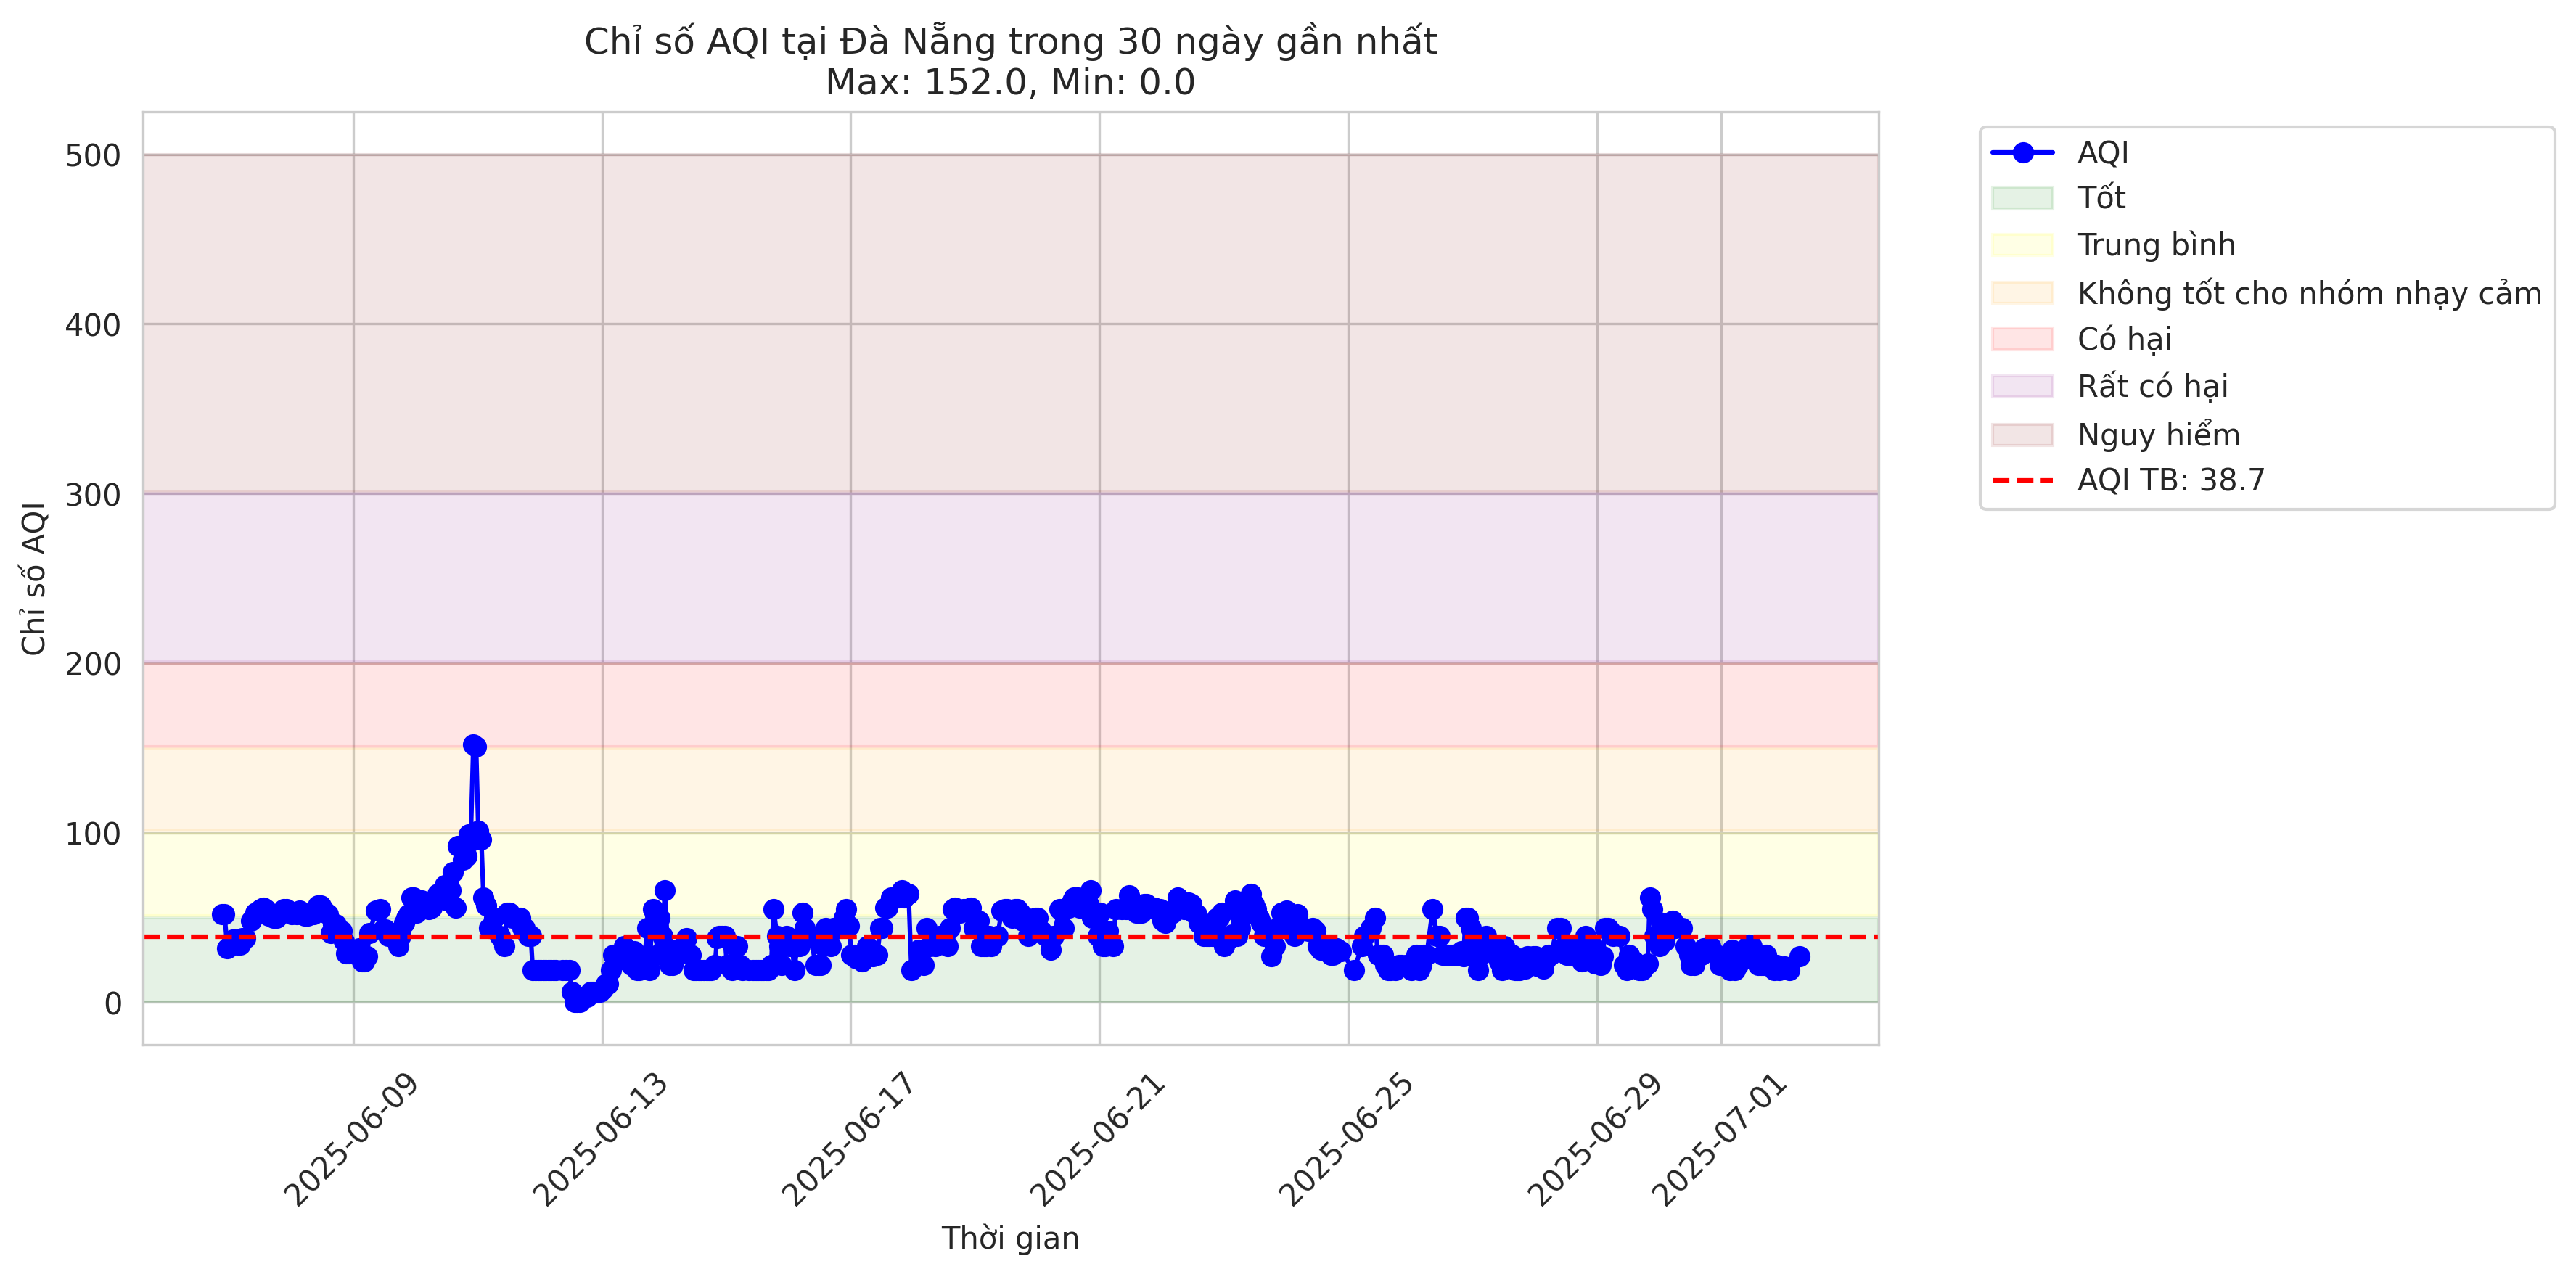 Chỉ số AQI tại Đà Nẵng trong 30 ngày gần nhất
Max: 152.0, Min: 0.0
Chỉ số AQI
500
400
300
200
100
0
2025-06-09
2025-06-13
2025-06-17
2025-06-21
2025-06-25
2025-06-29
2025-07-01
Thời gian
AQI
Tốt
Trung bình
Không tốt cho nhóm nhạy cảm
Có hại
Rất có hại
Nguy hiểm
AQI TB: 38.7